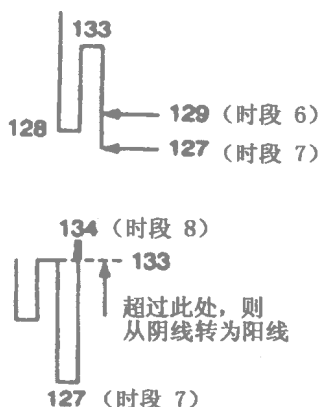 133
128
129（时段 6）
127（时段 7）
134（时段 8）
133
超过此处，则
从阴线转为阳线
127（时段 7）